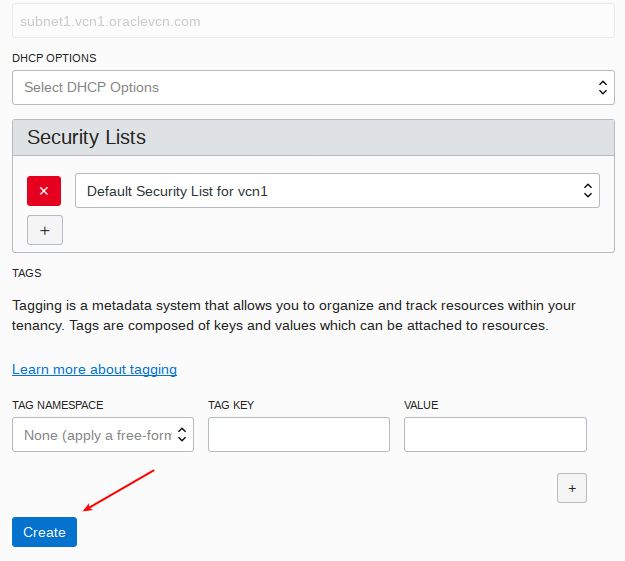 subnet1.vcn1.oraclevcn.com
DHCP OPTIONS
Select DHCP Options
Security Lists
Default Security List for vcn1
+
TAGS
Tagging is a metadata system that allows you to organize and track resources within your
tenancy. Tags are composed of keys and values which can be attached to resources.
Learn more about tagging
TAG NAMESPACE TAG KEY VALUE
None (apply a free-form
+
Create